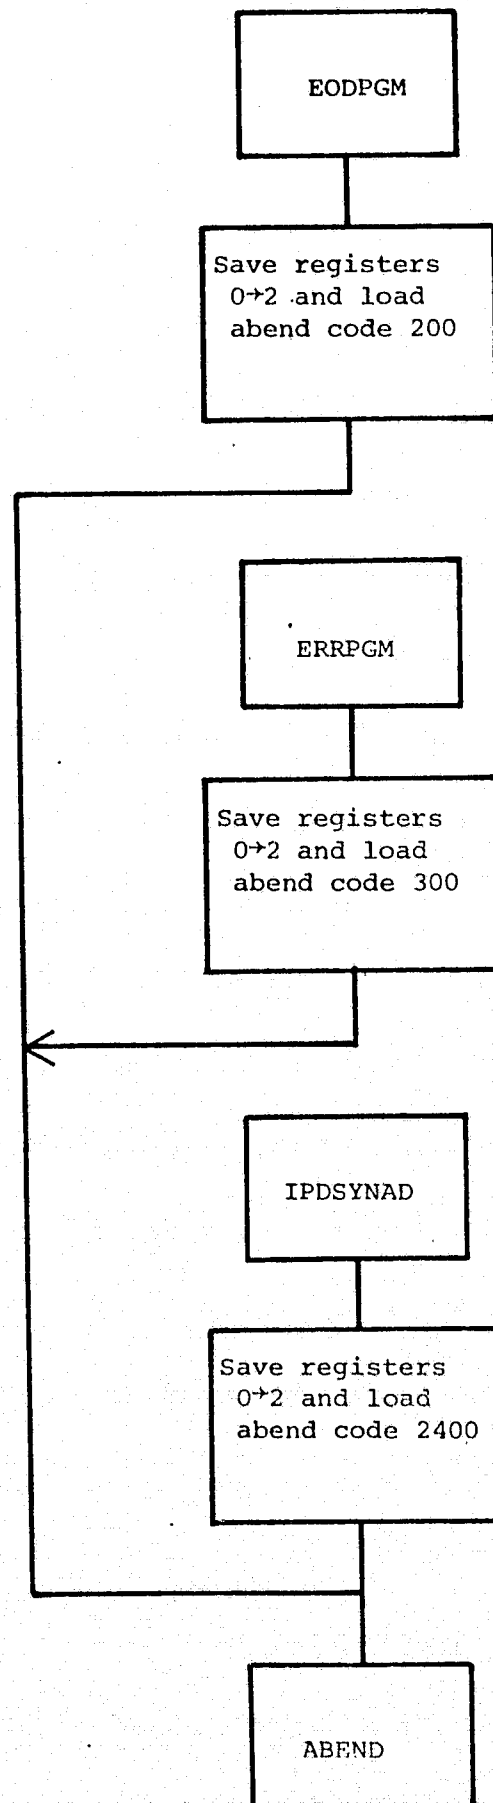 EODPGM
Save registers
0→2 and load
abend code 200
ERRPGM
Save registers
0→2 and load
abend code 300
IPDSYNAD
Save registers
0→2 and load
abend code 2400
ABEND